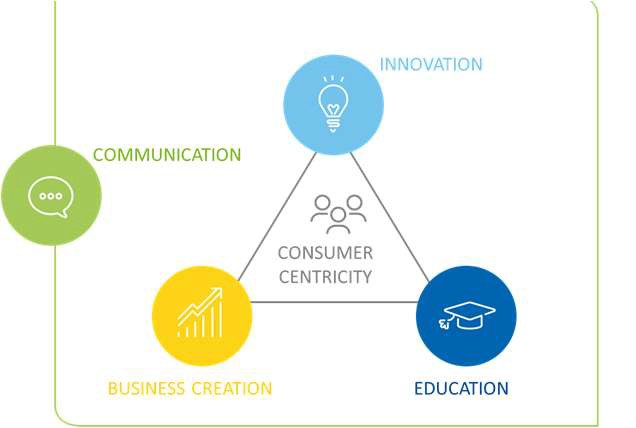 INNOVATION
COMMUNICATION
CONSUMER
CENTRICITY
BUSINESS CREATION
EDUCATION